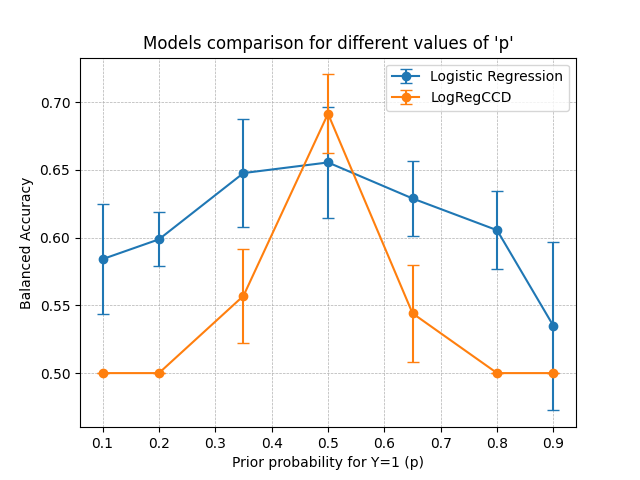 Models comparison for different values of 'p'
Logistic Regression
LogRegCCD
0.70
0.65
0.60
0.55
0.50
Balanced Accuracy
0.1 0.2 0.3 0.4 0.5 0.6 0.7 0.8 0.9
Prior probability for Y=1 (p)